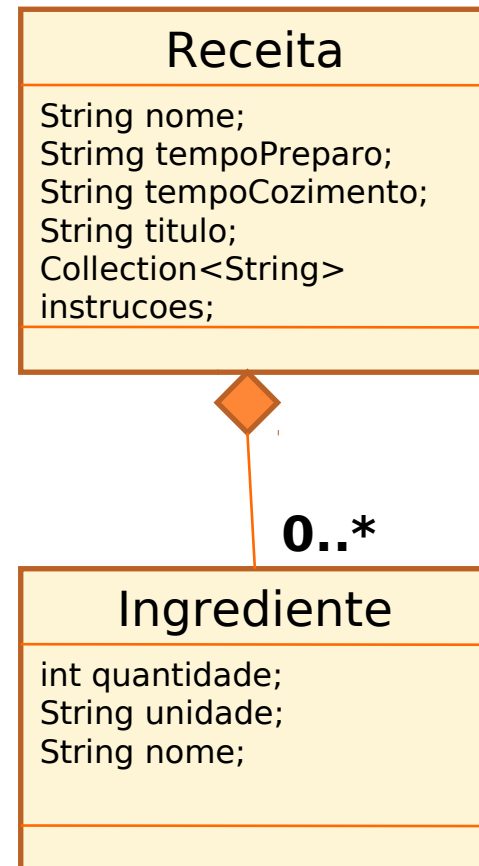 Receita
String nome;
Strimg tempoPreparo;
String tempoCozimento;
String titulo;
Collection<String>
instrucoes;
0..*
Ingrediente
int quantidade;
String unidade;
String nome;